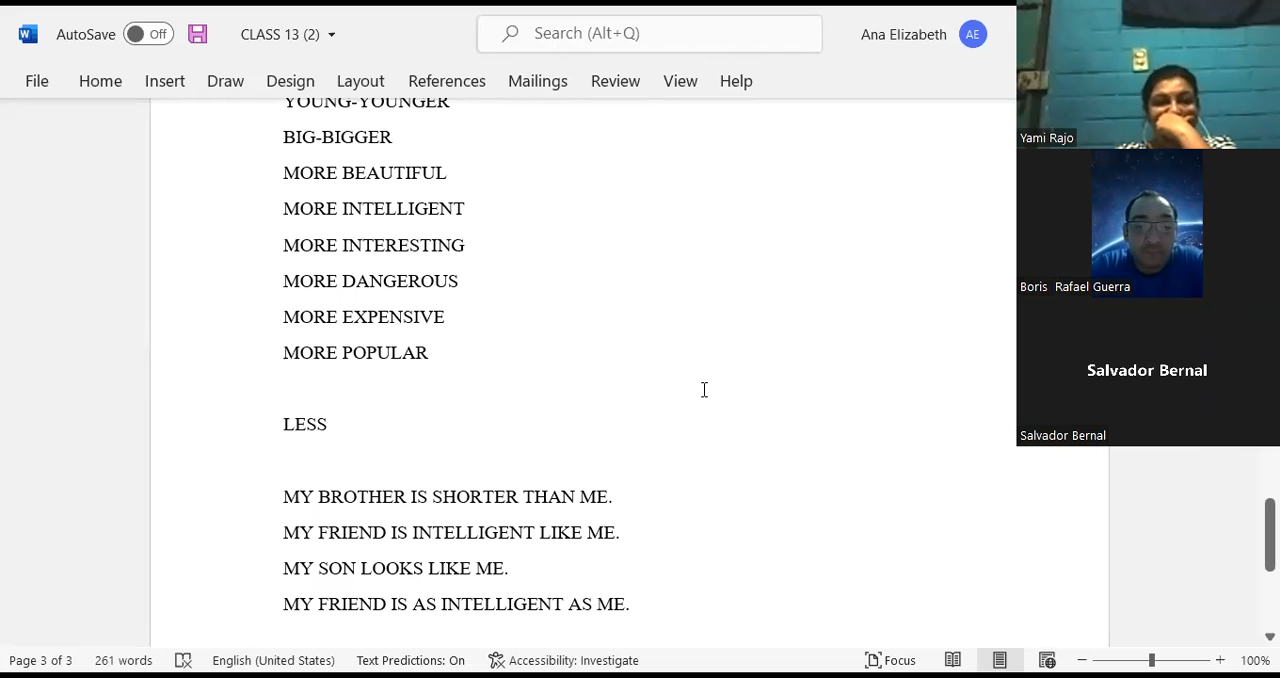 AutoSave Off CLASS 13 (2) Search (Alt+Q) Ana Elizabeth AE
File Home Insert Draw Design Layout References Mailings Review View Help
YOUNG-YOUNGER
BIG-BIGGER
MORE BEAUTIFUL
MORE INTELLIGENT
MORE INTERESTING
MORE DANGEROUS
MORE EXPENSIVE
MORE POPULAR
LESS
MY BROTHER IS SHORTER THAN ME.
MY FRIEND IS INTELLIGENT LIKE ME.
MY SON LOOKS LIKE ME.
MY FRIEND IS AS INTELLIGENT AS ME.
Page 3 of 3 261 words English (United States) Text Predictions: On Accessibility: Investigate Focus 100%
Yami Rajo
Boris Rafael Guerra
Salvador Bernal
Salvador Bernal